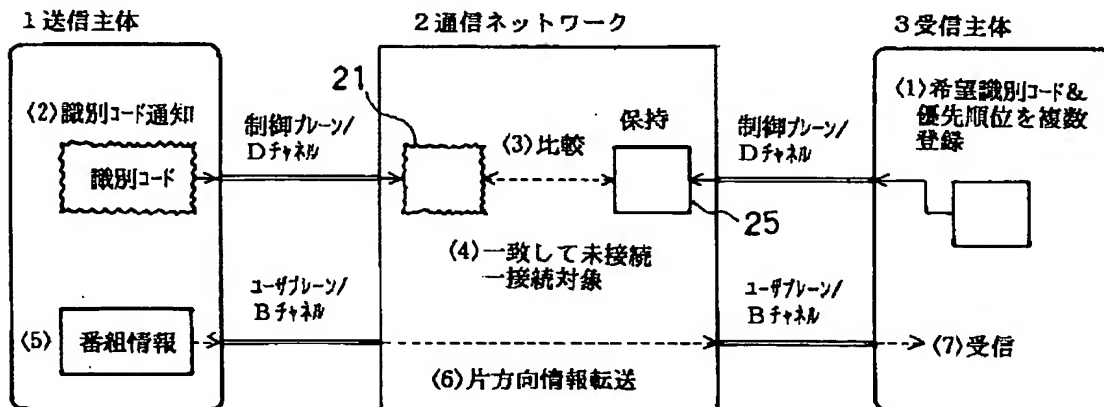 1送信主体
2通信ネットワーク
3受信主体
21
(2)識別コード通知
識別コード
制御プレーン/
Dチャネル
(3)比較
保持
25
制御プレーン/
Dチャネル
(1)希望識別コード&
優先順位を複数
登録
(4)一致して未接続
→接続対象
ユーザプレーン/
Bチャネル
ユーザプレーン/
Bチャネル
(5)
番組情報
(6)片方向情報転送
(7)受信